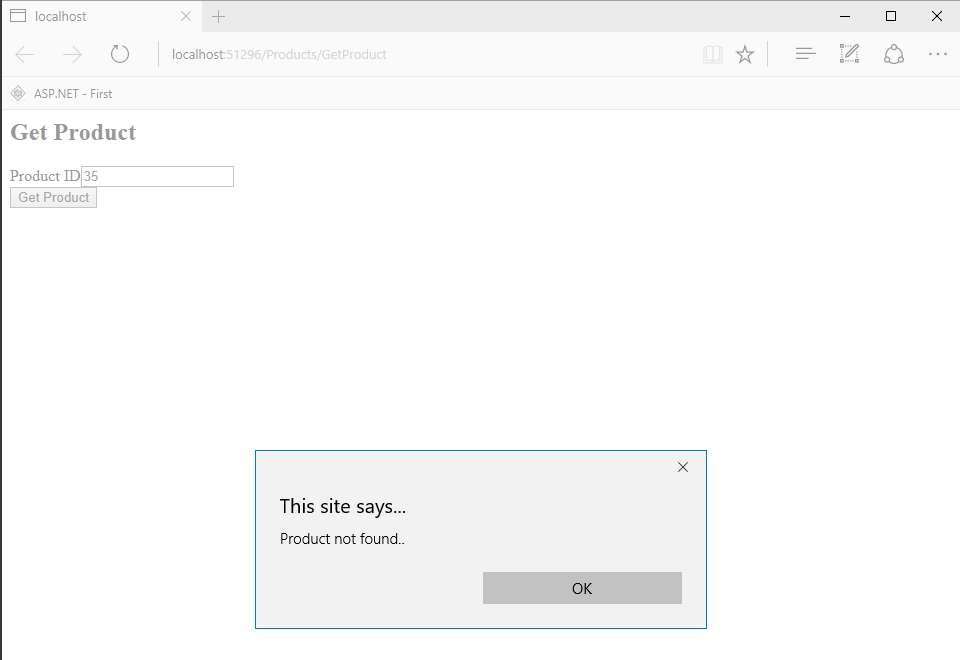 localhost
localhost:51296/Products/GetProduct
ASP.NET - First
Get Product
Product ID 35
Get Product
This site says...
Product not found..
OK